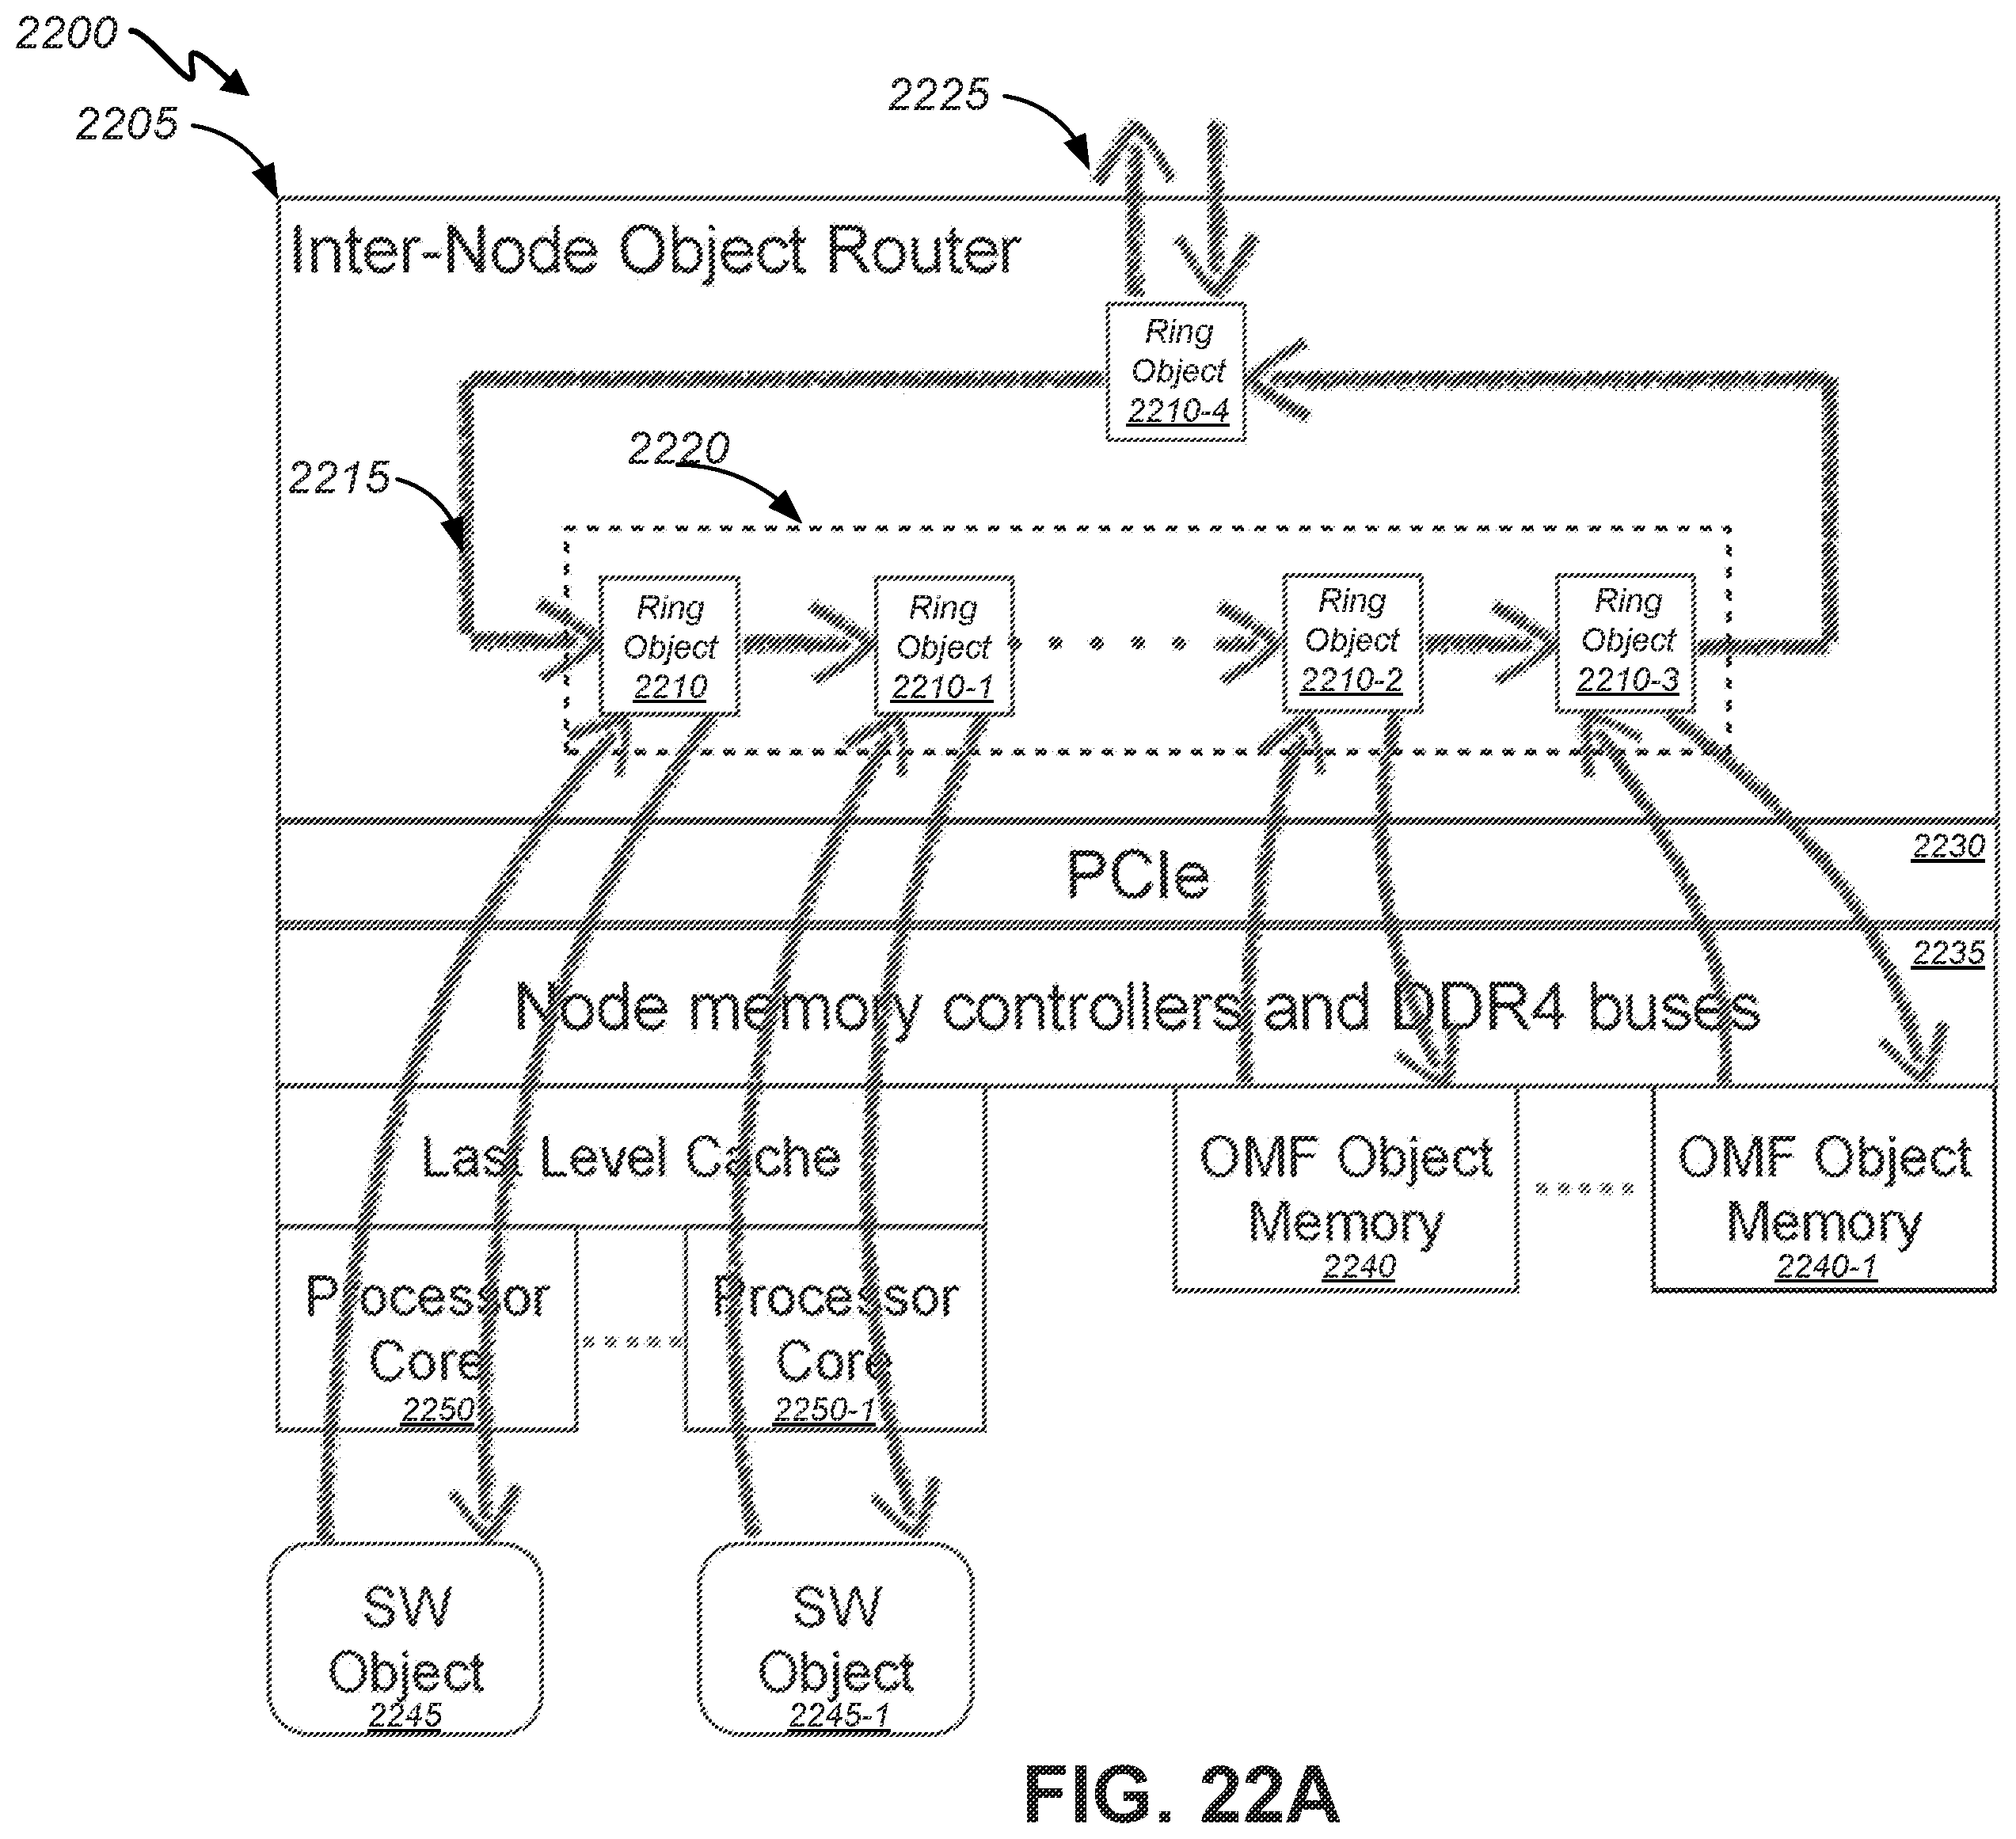 2200
2205
2225
Inter-Node Object Router
Ring
Object
2210-4
2215
2220
Ring
Object
2210
Ring
Object
2210-1
Ring
Object
2210-2
Ring
Object
2210-3
PCIe
2230
Node memory controllers and DDR4 buses
2235
Last Level Cache
OMF Object
Memory
2240
OMF Object
Memory
2240-1
Processor
Core
2250
Processor
Core
2250-1
SW
Object
2245
SW
Object
2245-1
FIG. 22A